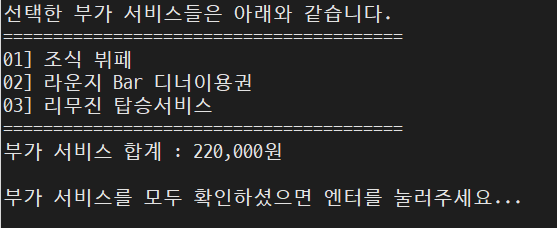 선택한 부가 서비스들은 아래와 같습니다.
========================================
01] 조식 뷔페
02] 라운지 Bar 디너이용권
03] 리무진 탑승서비스
========================================
부가 서비스 합계 : 220,000원
부가 서비스를 모두 확인하셨으면 엔터를 눌러주세요...